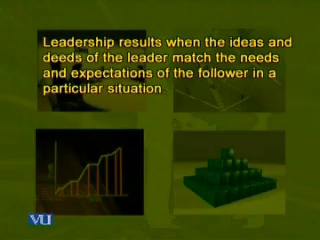 Leadership results when the ideas and
deeds of the leader match the needs
and expectations of the follower in a
particular situation.
VU